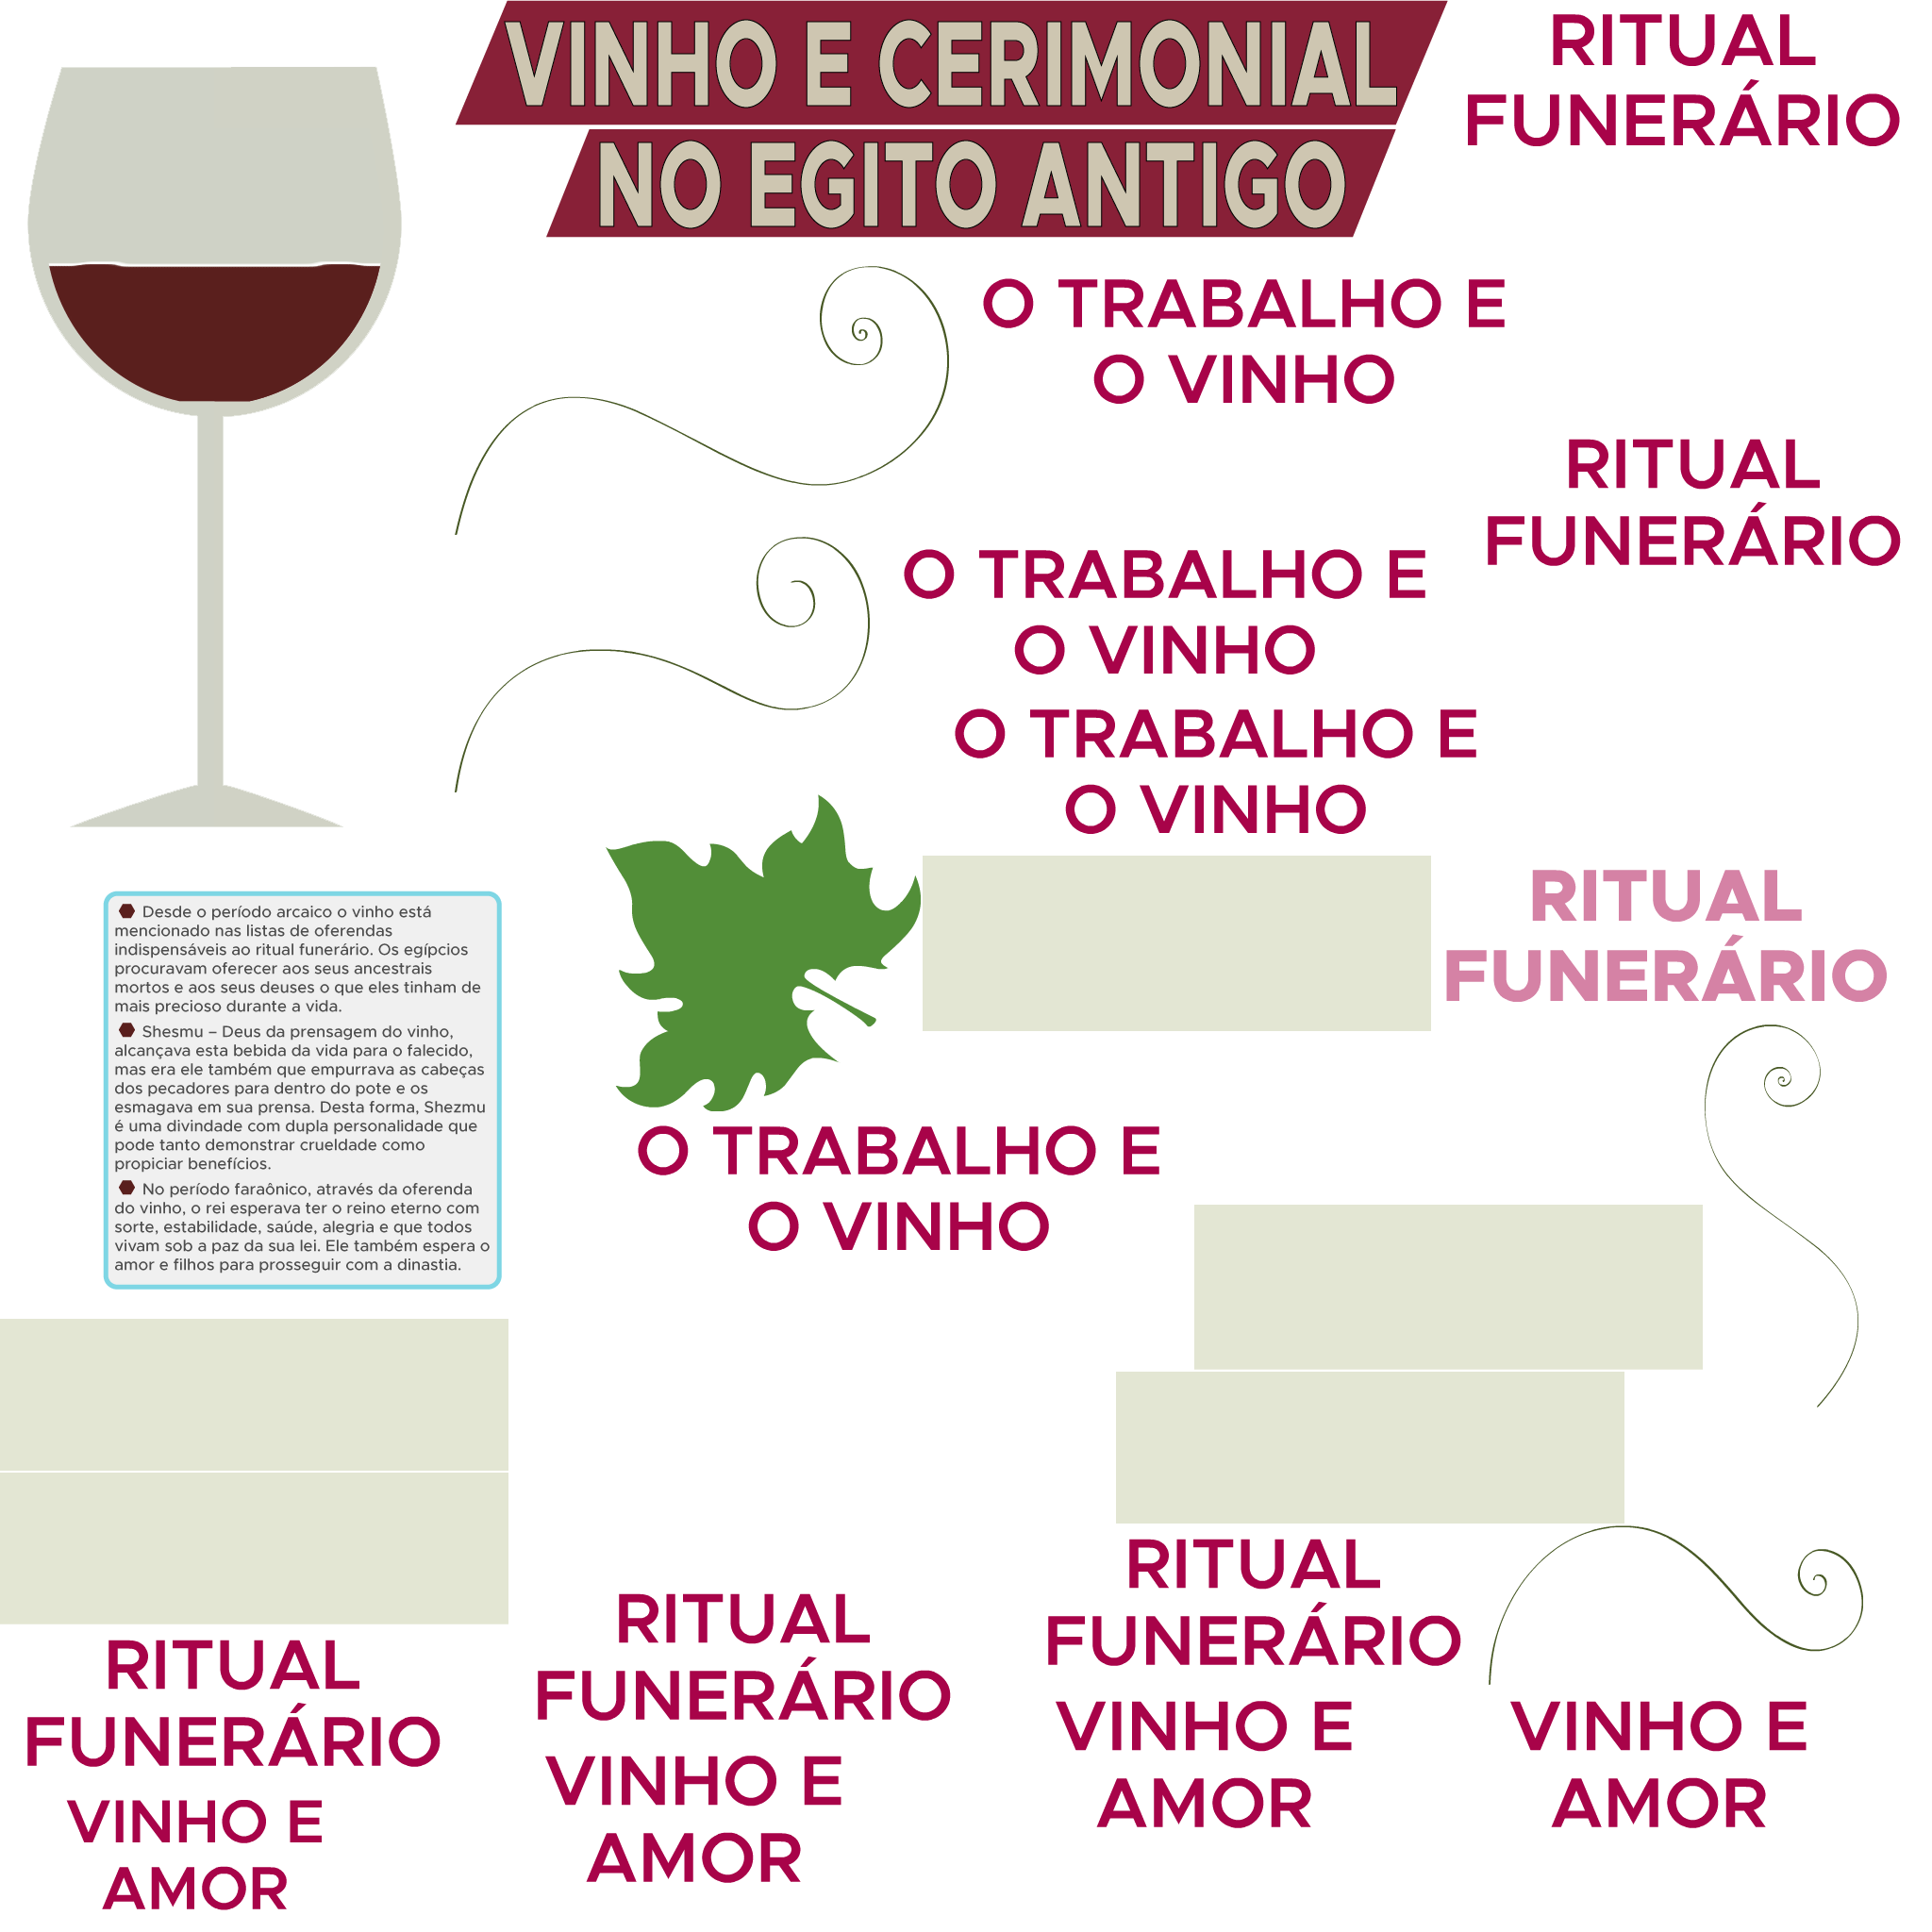 VINHO E CERIMONIAL
NO EGITO ANTIGO
RITUAL
FUNERÁRIO
O TRABALHO E
O VINHO
RITUAL
FUNERÁRIO
O TRABALHO E
O VINHO
O TRABALHO E
O VINHO
RITUAL
FUNERÁRIO
Desde o período arcaico o vinho está
mencionado nas listas de oferendas
indispensáveis ao ritual funerário. Os egípcios
procuravam oferecer aos seus ancestrais
mortos e aos seus deuses o que eles tinham de
mais precioso durante a vida.
Shesmu – Deus da prensagem do vinho,
alcançava esta bebida da vida para o falecido,
mas era ele também que empurrava as cabeças
dos pecadores para dentro do pote e os
esmagava em sua prensa. Desta forma, Shezmu
é uma divindade com dupla personalidade que
pode tanto demonstrar crueldade como
propiciar benefícios.
No período faraônico, através da oferenda
do vinho, o rei esperava ter o reino eterno com
sorte, estabilidade, saúde, alegria e que todos
vivam sob a paz da sua lei. Ele também espera o
amor e filhos para prosseguir com a dinastia.
O TRABALHO E
O VINHO
RITUAL
FUNERÁRIO
VINHO E
AMOR
RITUAL
FUNERÁRIO
VINHO E
AMOR
RITUAL
FUNERÁRIO
VINHO E
AMOR
VINHO E
AMOR